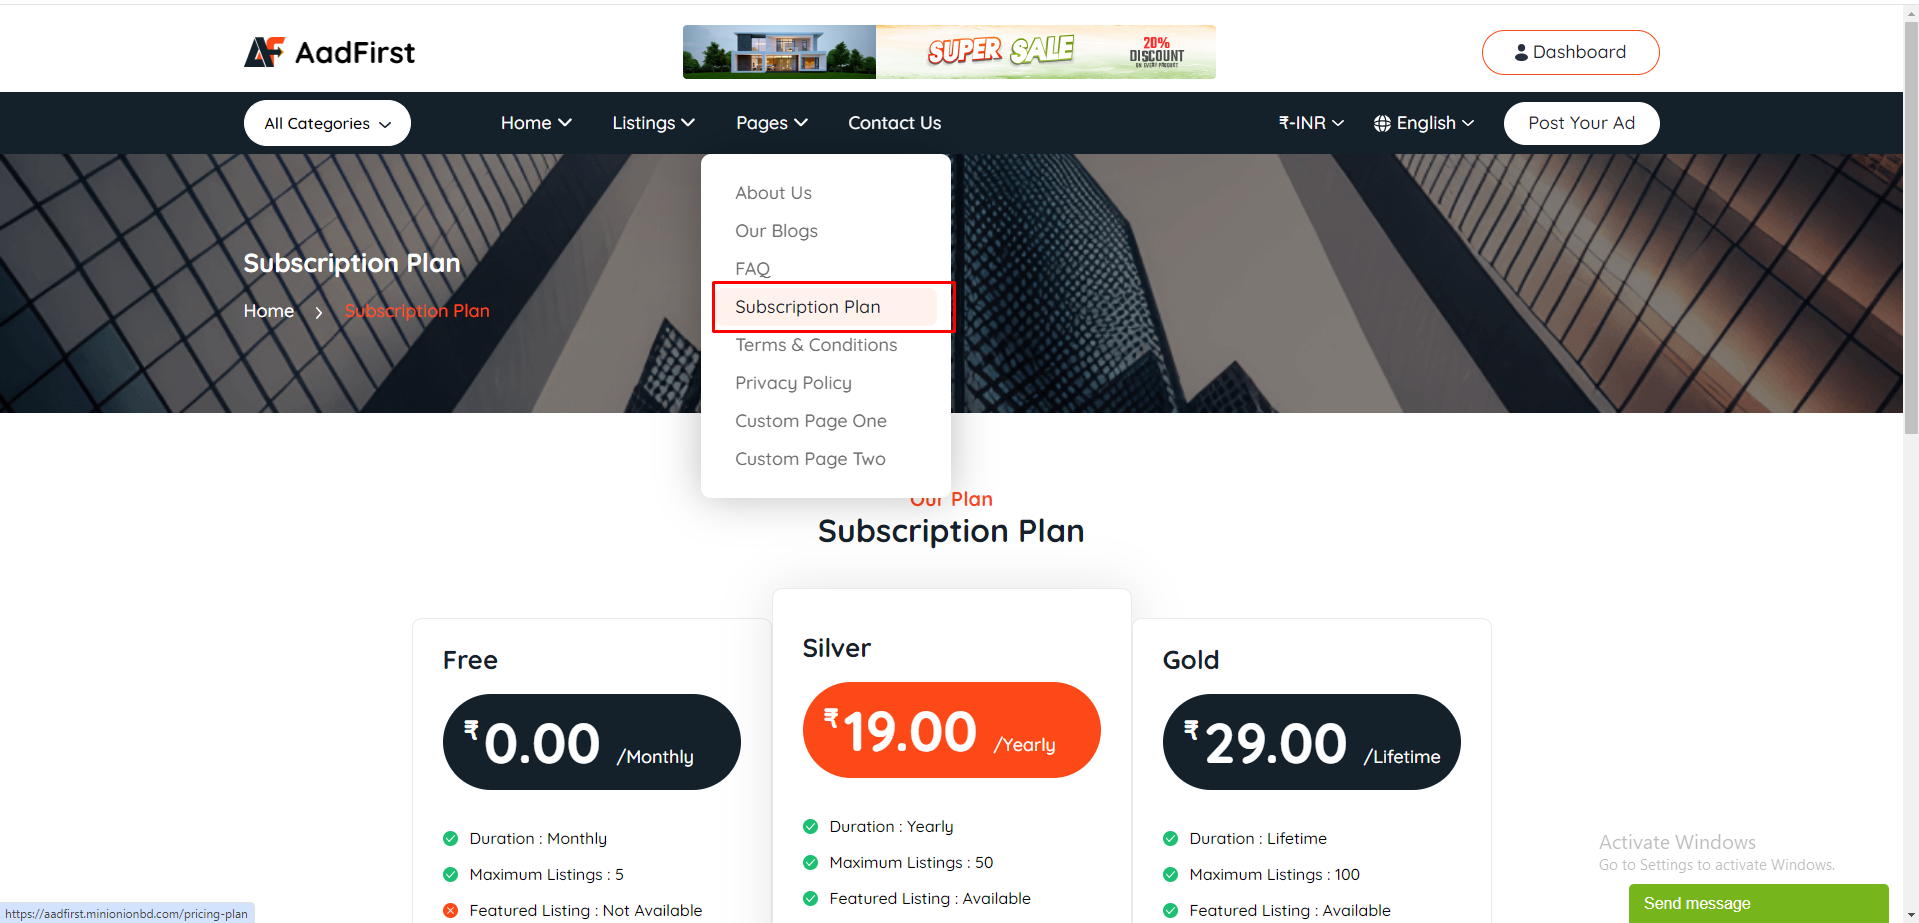 AadFirst
SUPER SALE
20%
DISCOUNT
ON EVERY PRODUCT
Dashboard
All Categories
Home
Listings
Pages
Contact Us
₹-INR
English
Post Your Ad
About Us
Our Blogs
FAQ
Subscription Plan
Terms & Conditions
Privacy Policy
Custom Page One
Custom Page Two
Subscription Plan
Home
Subscription Plan
Our Plan
Subscription Plan
Free
₹0.00 /Monthly
Duration : Monthly
Maximum Listings : 5
Featured Listing : Not Available
Silver
₹19.00 /Yearly
Duration : Yearly
Maximum Listings : 50
Featured Listing : Available
Gold
₹29.00 /Lifetime
Duration : Lifetime
Maximum Listings : 100
Featured Listing : Available
Activate Windows
Go to Settings to activate Windows.
Send message
https://aadfirst.minionionbd.com/pricing-plan